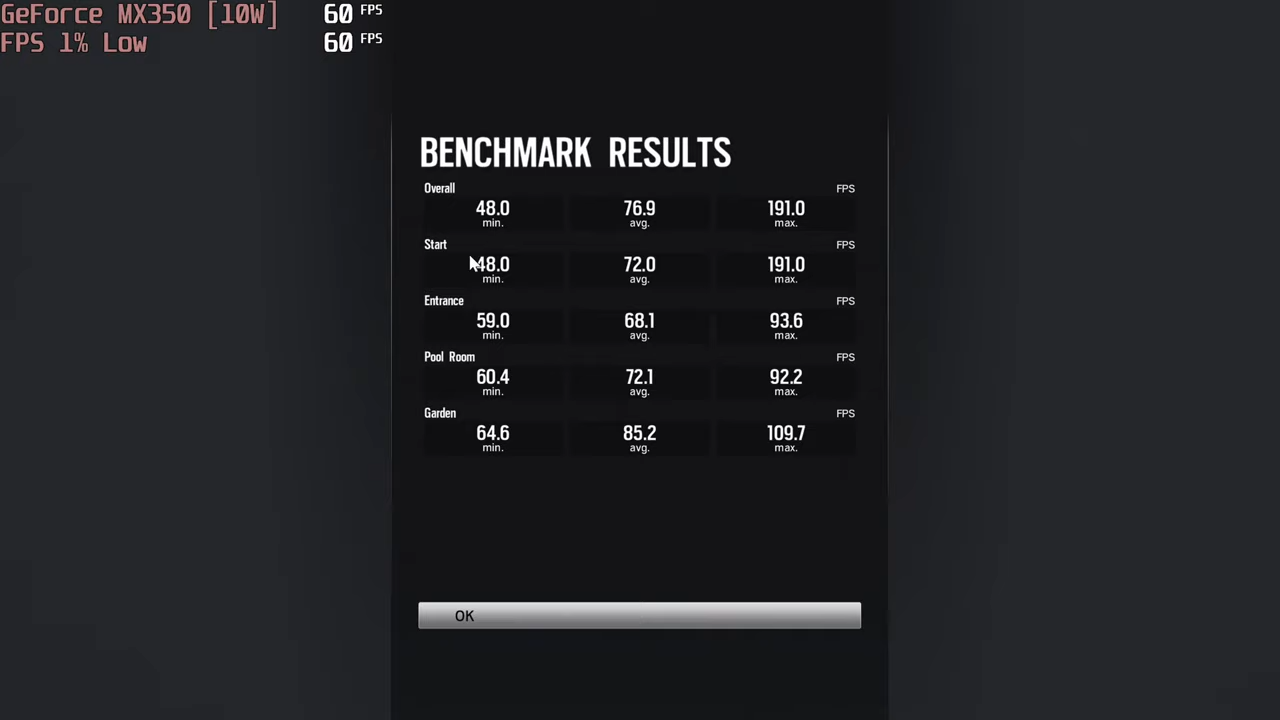 GeForce MX350 [10W] 60 FPS
FPS 1% Low 60 FPS
BENCHMARK RESULTS
Overall FPS
48.0 76.9 191.0
min. avg. max.
Start FPS
48.0 72.0 191.0
min. avg. max.
Entrance FPS
59.0 68.1 93.6
min. avg. max.
Pool Room FPS
60.4 72.1 92.2
min. avg. max.
Garden FPS
64.6 85.2 109.7
min. avg. max.
OK